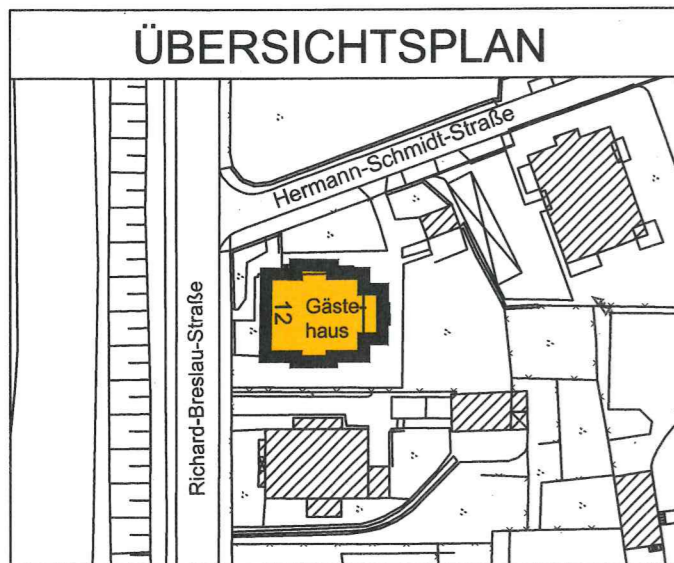 ÜBERSICHTSPLAN
Hermann-Schmidt-Straße
Richard-Breslau-Straße
12
Gäste-
haus